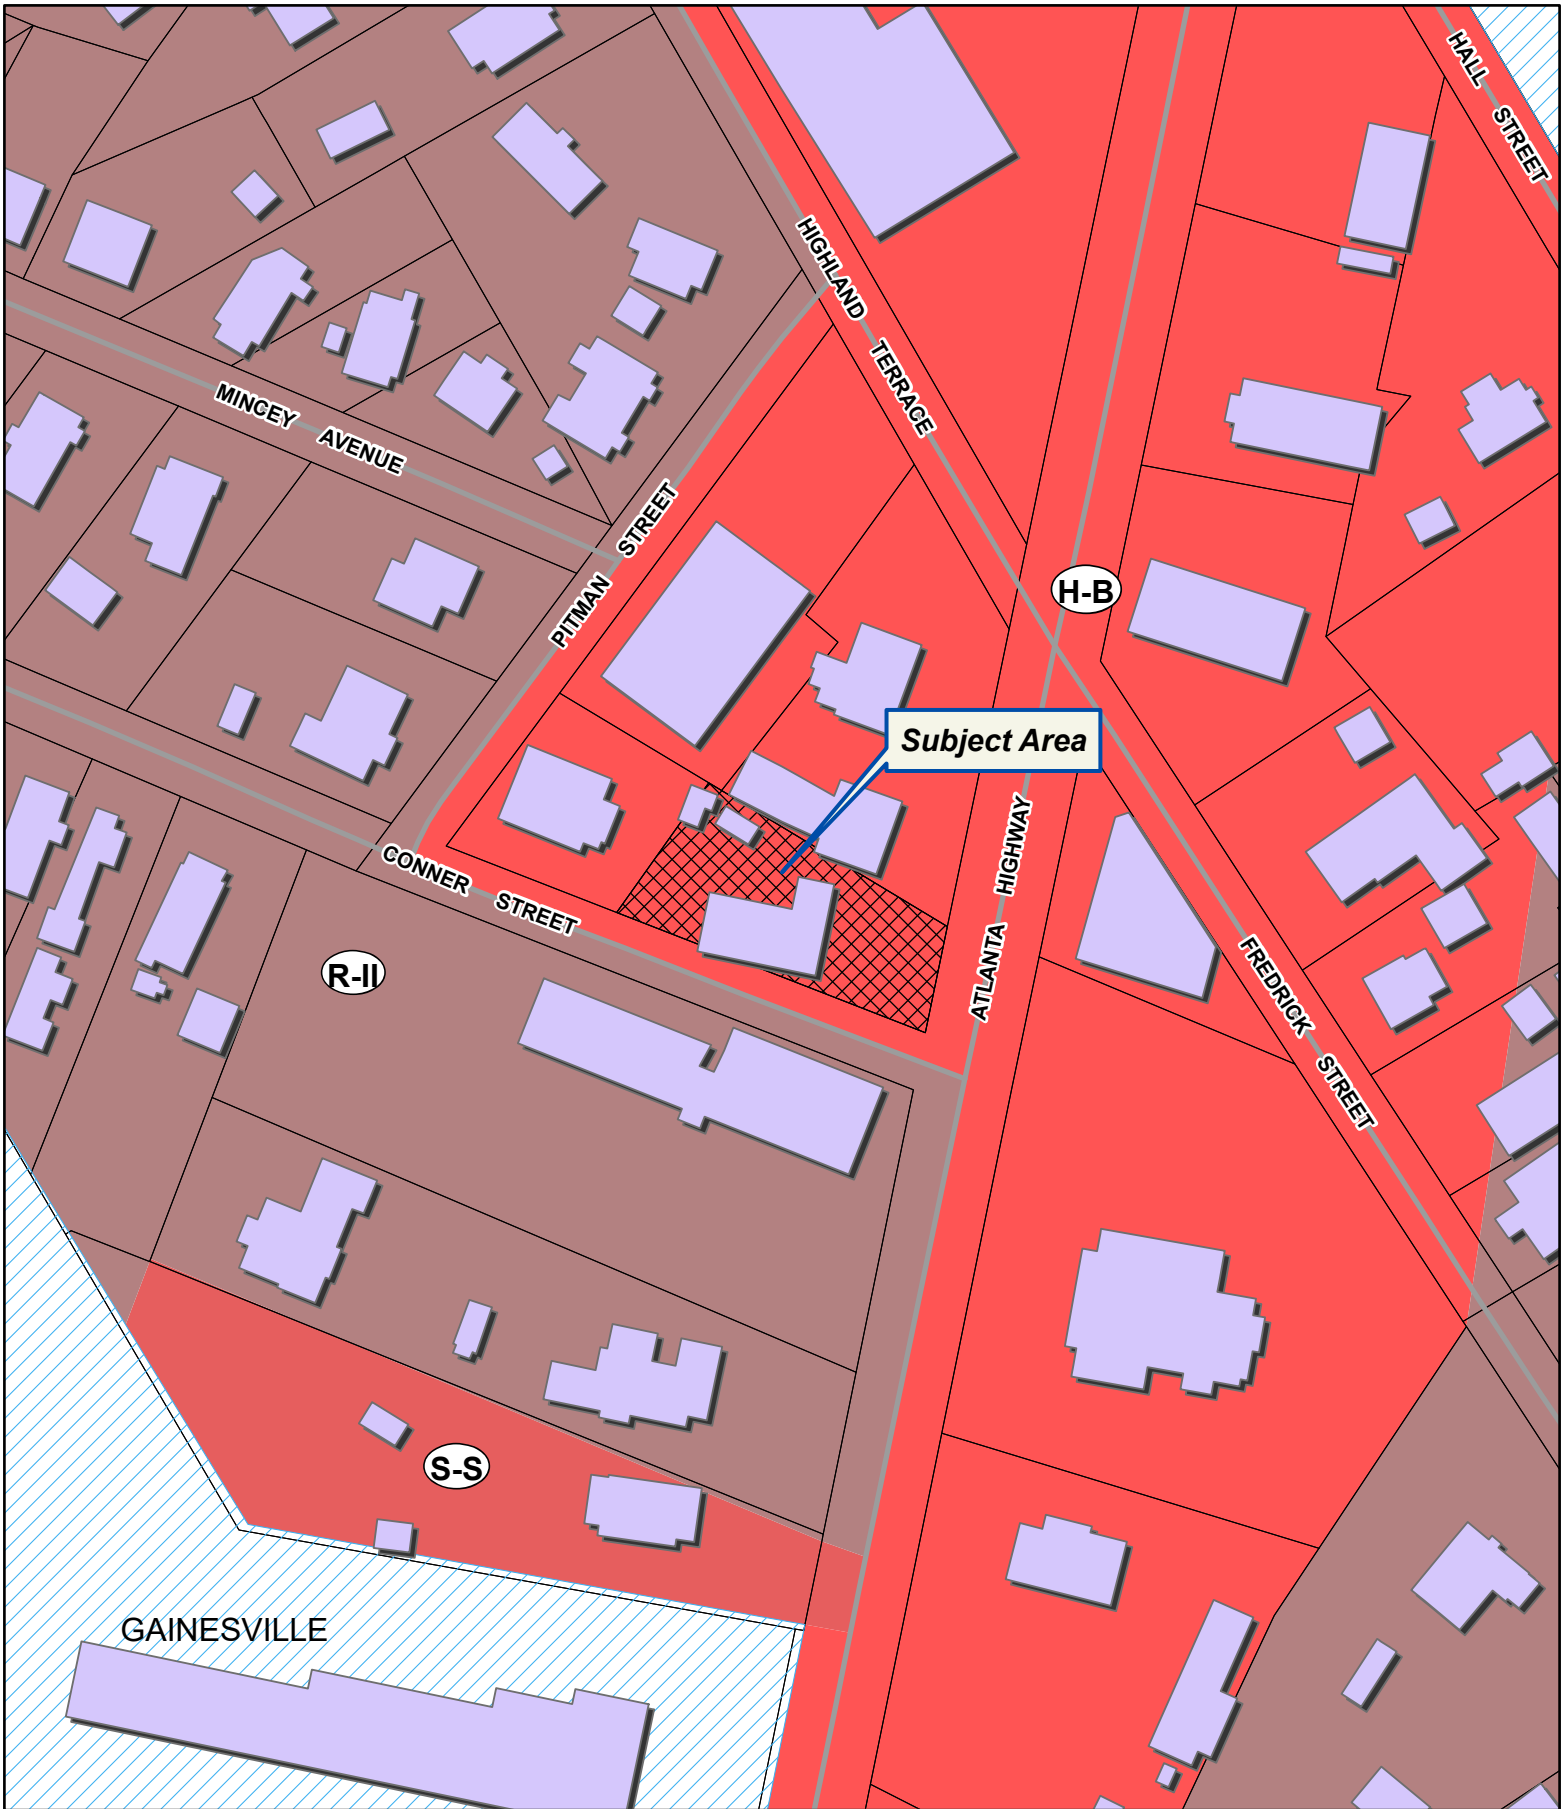 HALL STREET
HIGHLAND TERRACE
MINCEY AVENUE
PITMAN STREET
H-B
Subject Area
CONNER STREET
ATLANTA HIGHWAY
R-II
FREDRICK STREET
S-S
GAINESVILLE